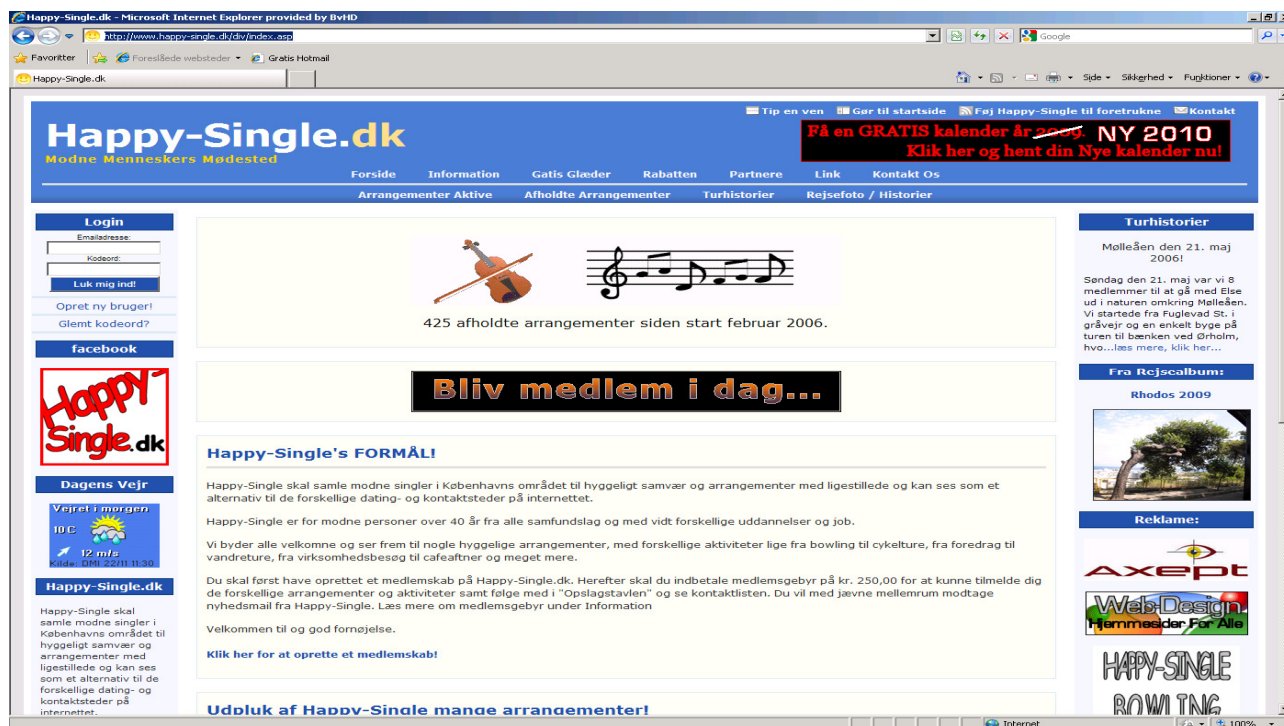 Happy-Single.dk - Microsoft Internet Explorer provided by BvHD
http://www.happy-single.dk/div/index.asp
Google
Favoritter
Foreslåede websteder
Gratis Hotmail
Happy-Single.dk
Side
Sikkerhed
Funktioner
Tip en ven
Gør til startside
Føj Happy-Single til foretrukne
Kontakt
Happy-Single.dk
Modne Menneskers Mødested
Få en GRATIS kalender år 2009. NY 2010
Klik her og hent din Nye kalender nu!
Forside
Information
Gatis Glæder
Rabatten
Partnere
Link
Kontakt Os
Arrangementer Aktive
Afholdte Arrangementer
Turhistorier
Rejsefoto / Historier
Login
Emailadresse:
Kodeord:
Luk mig ind!
Opret ny bruger!
Glemt kodeord?
facebook
Happy-
Single.dk
Dagens Vejr
Vejret i morgen
10 C
12 m/s
Kilde: DMI 22/11 11:30
Happy-Single.dk
Happy-Single skal
samle modne singler i
Københavns området til
hyggeligt samvær og
arrangementer med
ligestillede og kan ses
som et alternativ til de
forskellige dating- og
kontaktsteder på
internettet.
425 afholdte arrangementer siden start februar 2006.
Bliv medlem i dag...
Happy-Single's FORMÅL!
Happy-Single skal samle modne singler i Københavns området til hyggeligt samvær og arrangementer med ligestillede og kan ses som et
alternativ til de forskellige dating- og kontaktsteder på internettet.
Happy-Single er for modne personer over 40 år fra alle samfundslag og med vidt forskellige uddannelser og job.
Vi byder alle velkomne og ser frem til nogle hyggelige arrangementer, med forskellige aktiviteter lige fra bowling til cykelture, fra foredrag til
vandreture, fra virksomhedsbesøg til cafeaftner og meget mere.
Du skal først have oprettet et medlemskab på Happy-Single.dk. Herefter skal du indbetale medlemsgebyr på kr. 250,00 for at kunne tilmelde dig
de forskellige arrangementer og aktiviteter samt følge med i "Opslagstavlen" og se kontaktlisten. Du vil med jævne mellemrum modtage
nyhedsmail fra Happy-Single. Læs mere om medlemsgebyr under Information
Velkommen til og god fornøjelse.
Klik her for at oprette et medlemskab!
Udpluk af Happy-Single mange arrangementer!
Turhistorier
Mølleåen den 21. maj
2006!
Søndag den 21. maj var vi 8
medlemmer til at gå med Else
ud i naturen omkring Mølleåen.
Vi startede fra Fuglevad St. i
gråvejr og en enkelt byge på
turen til bænken ved Ørholm,
hvo...læs mere, klik her...
Fra Rejsealbum:
Rhodos 2009
Reklame:
Axept
Web-Design
Hjemmesider For Alle
HAPPY-SINGLE
BOWLING
Internet
100%